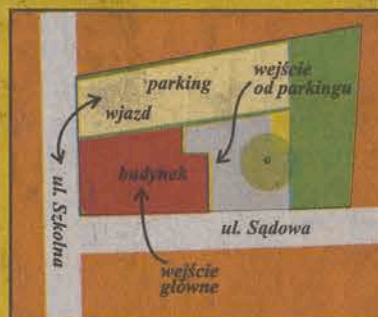 parking
wejście
od parkingu
wjazd
budynek
ul. Szkolna
ul. Sądowa
wejście
główne